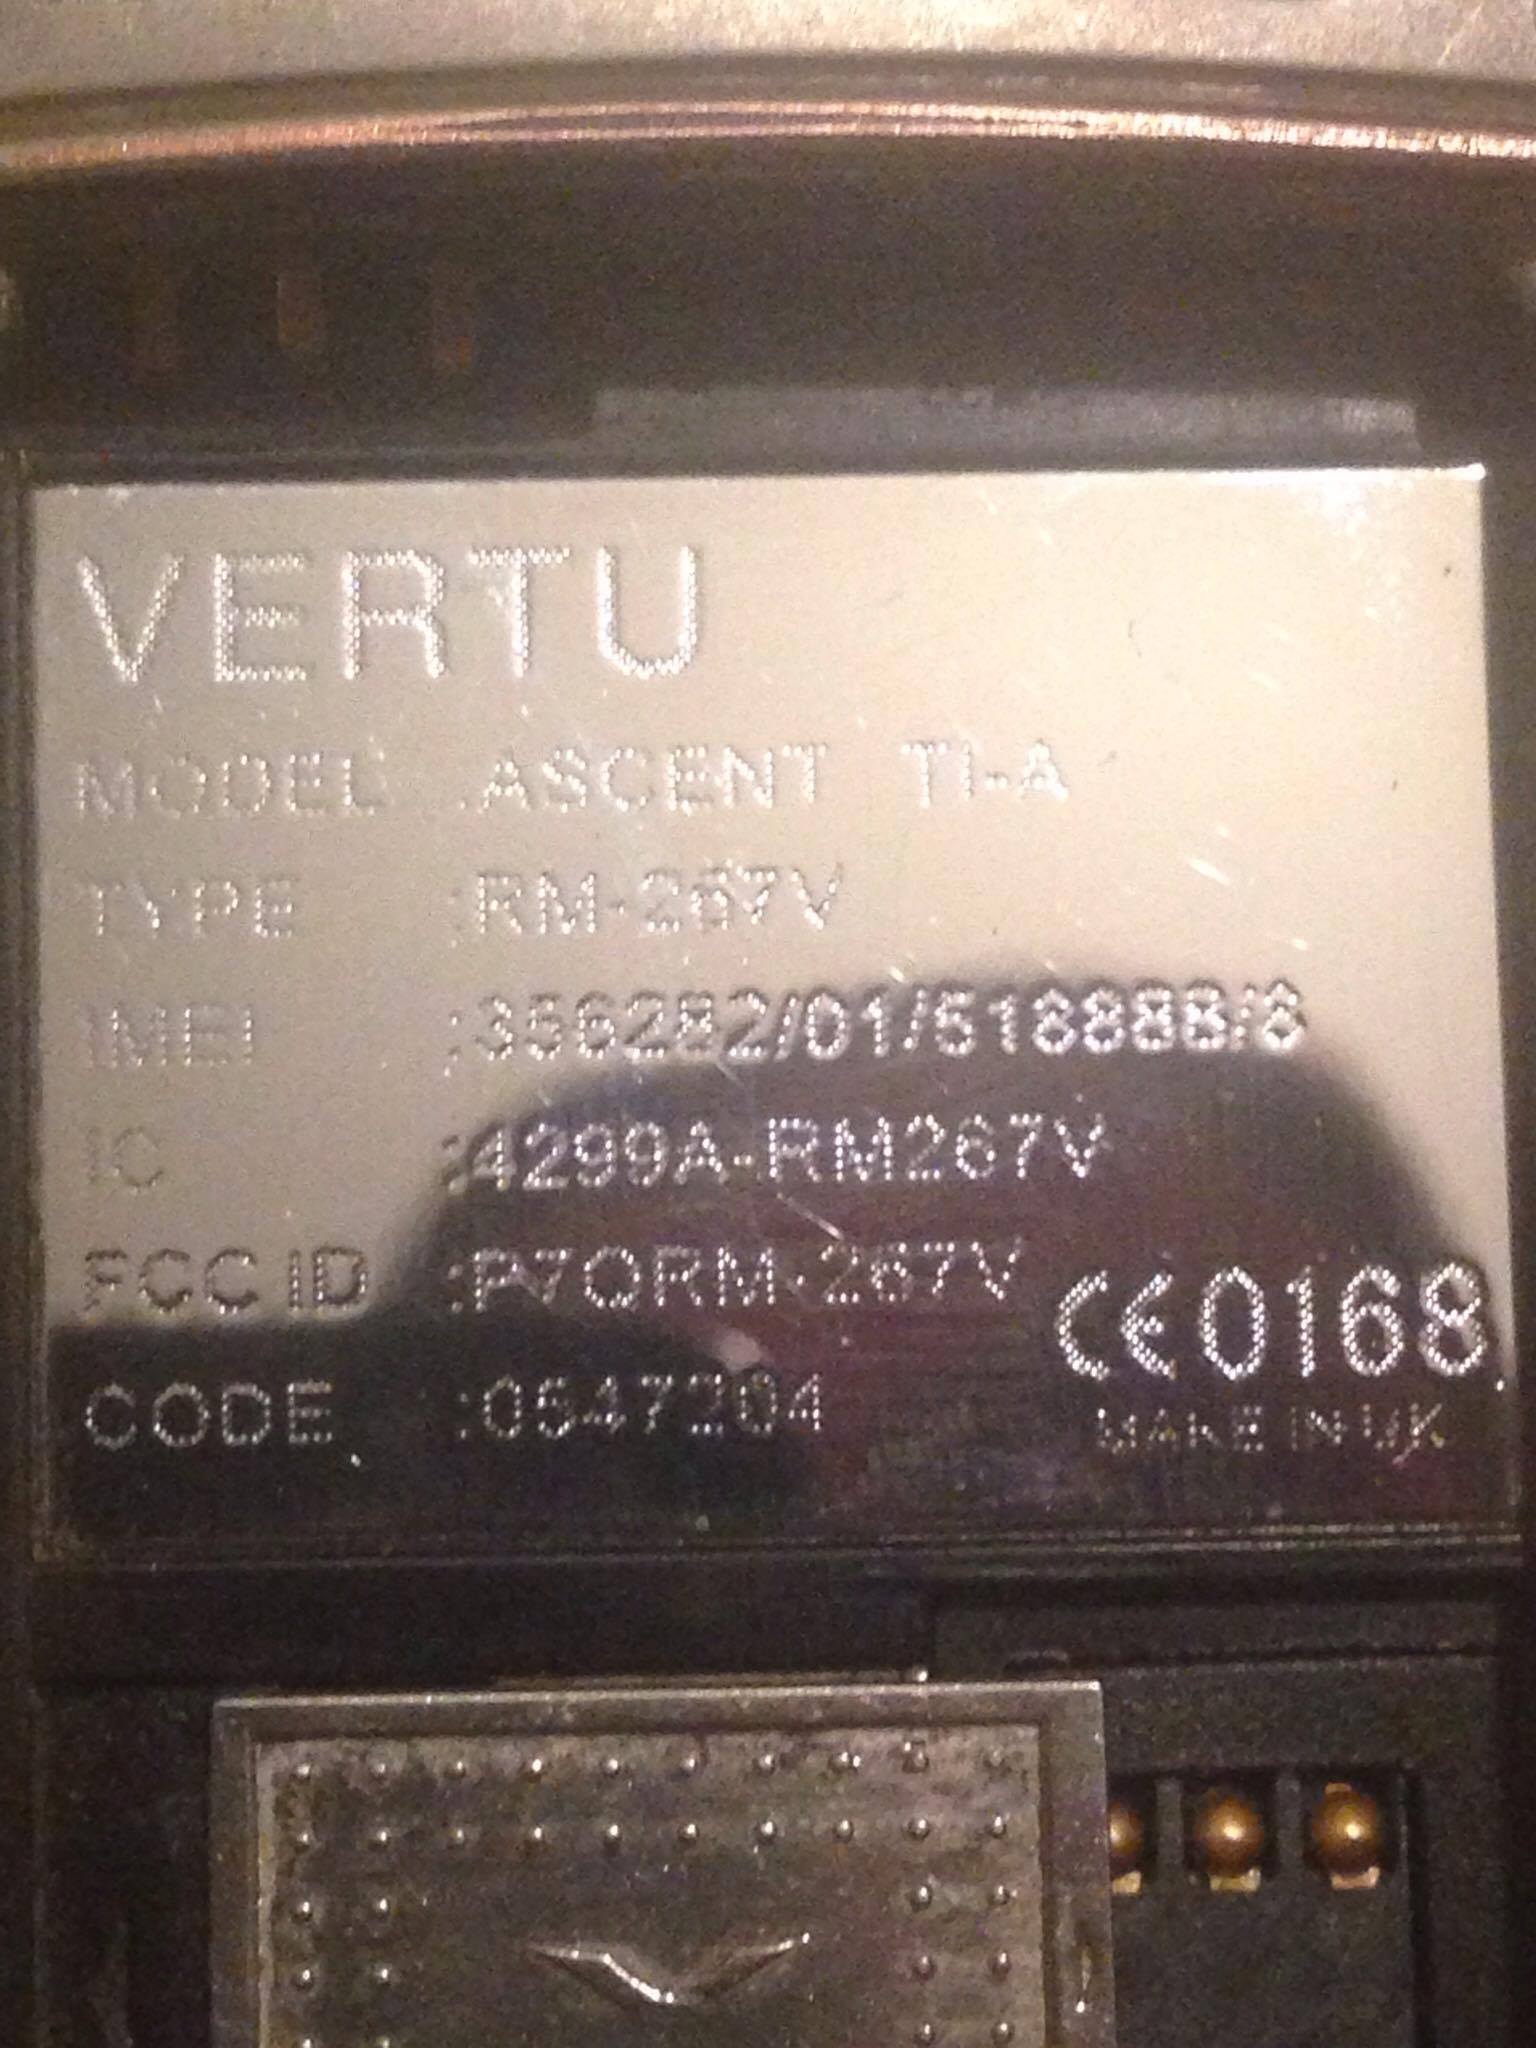 VERTU
MODEL :ASCENT TI-A
TYPE :RM-267V
IMEI :356282/01/518888/8
IC :4299A-RM267V
FCC ID :P7QRM-267V
CE0168
CODE :0547204
MAKE IN UK